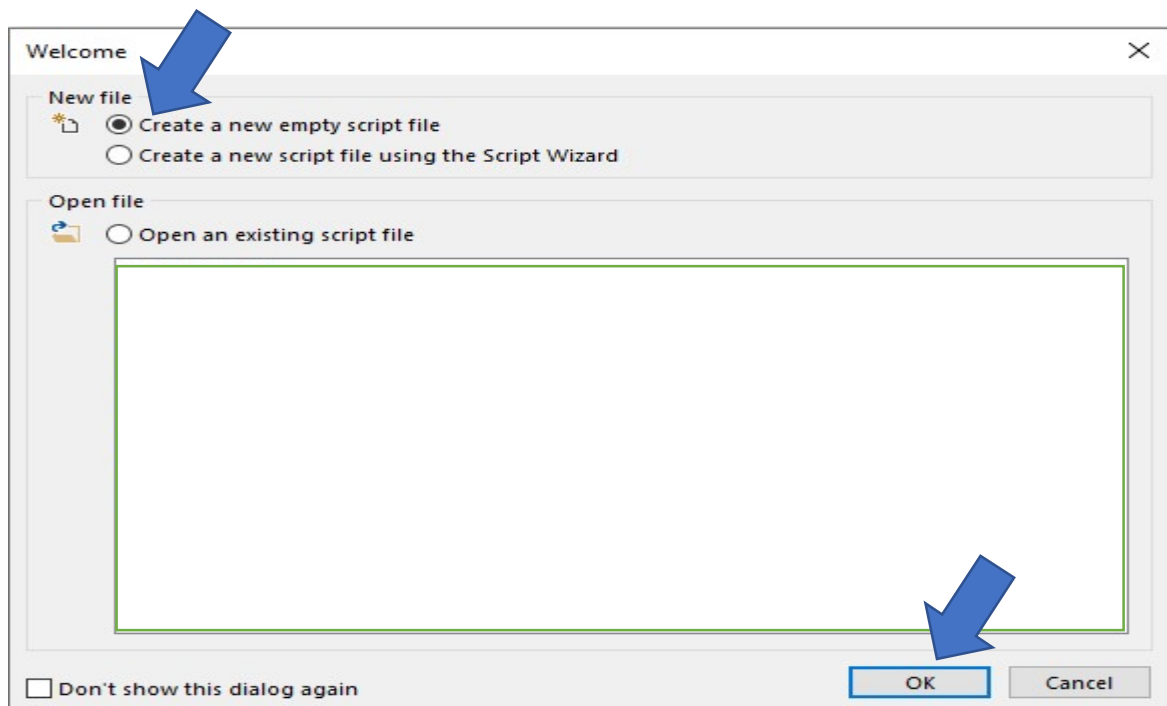 Welcome
New file
Create a new empty script file
Create a new script file using the Script Wizard
Open file
Open an existing script file
Don't show this dialog again
OK
Cancel